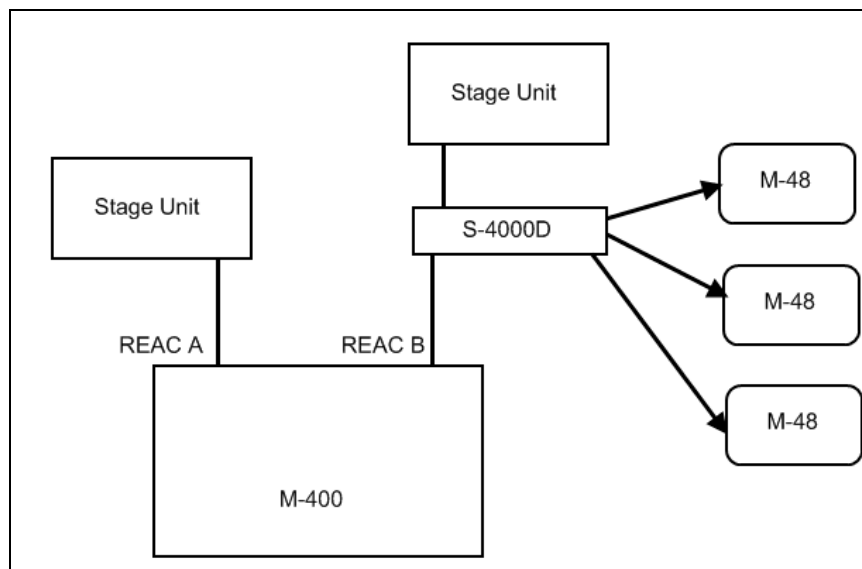 Stage Unit
Stage Unit
M-48
S-4000D
M-48
REAC A
REAC B
M-48
M-400